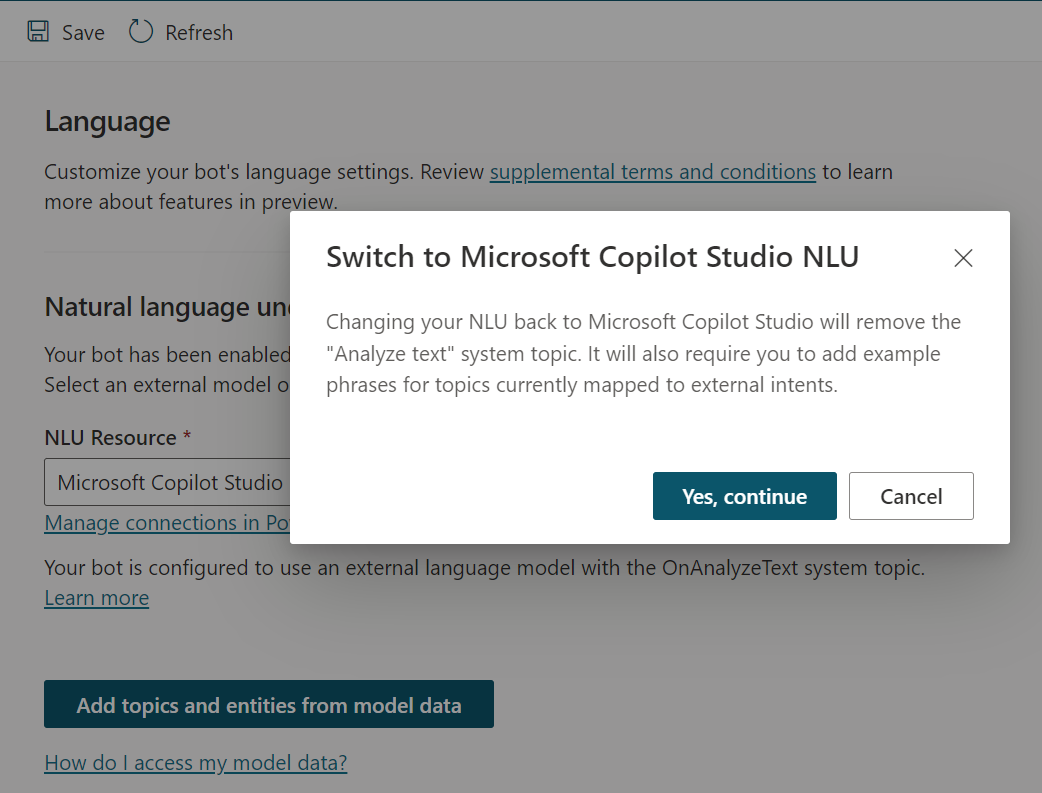 Save Refresh
Language
Customize your bot's language settings. Review supplemental terms and conditions to learn
more about features in preview.
Switch to Microsoft Copilot Studio NLU
Changing your NLU back to Microsoft Copilot Studio will remove the
"Analyze text" system topic. It will also require you to add example
phrases for topics currently mapped to external intents.
Yes, continue Cancel
Natural language
Your bot has been enabled
Select an external model
NLU Resource *
Microsoft Copilot Studio
Manage connections in
Your bot is configured to use an external language model with the OnAnalyzeText system topic.
Learn more
Add topics and entities from model data
How do I access my model data?